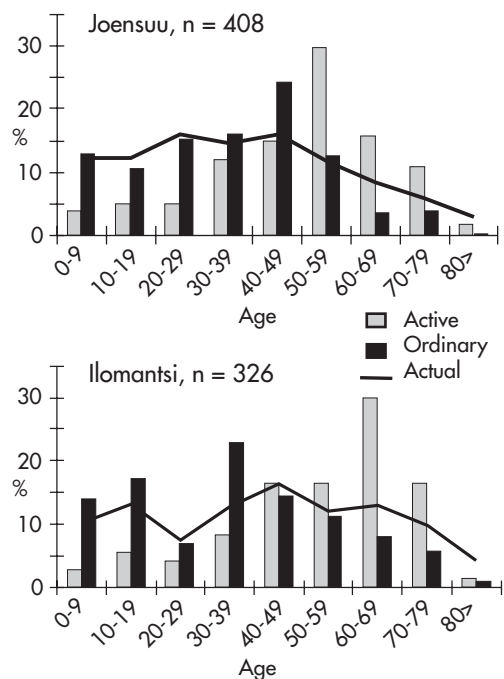 Joensuu, n = 408
30
20
%
10
0
0-9 10-19 20-29 30-39 40-49 50-59 60-69 70-79 80>
Age
Active
Ordinary
Actual
Ilomantsi, n = 326
30
20
%
10
0
0-9 10-19 20-29 30-39 40-49 50-59 60-69 70-79 80>
Age